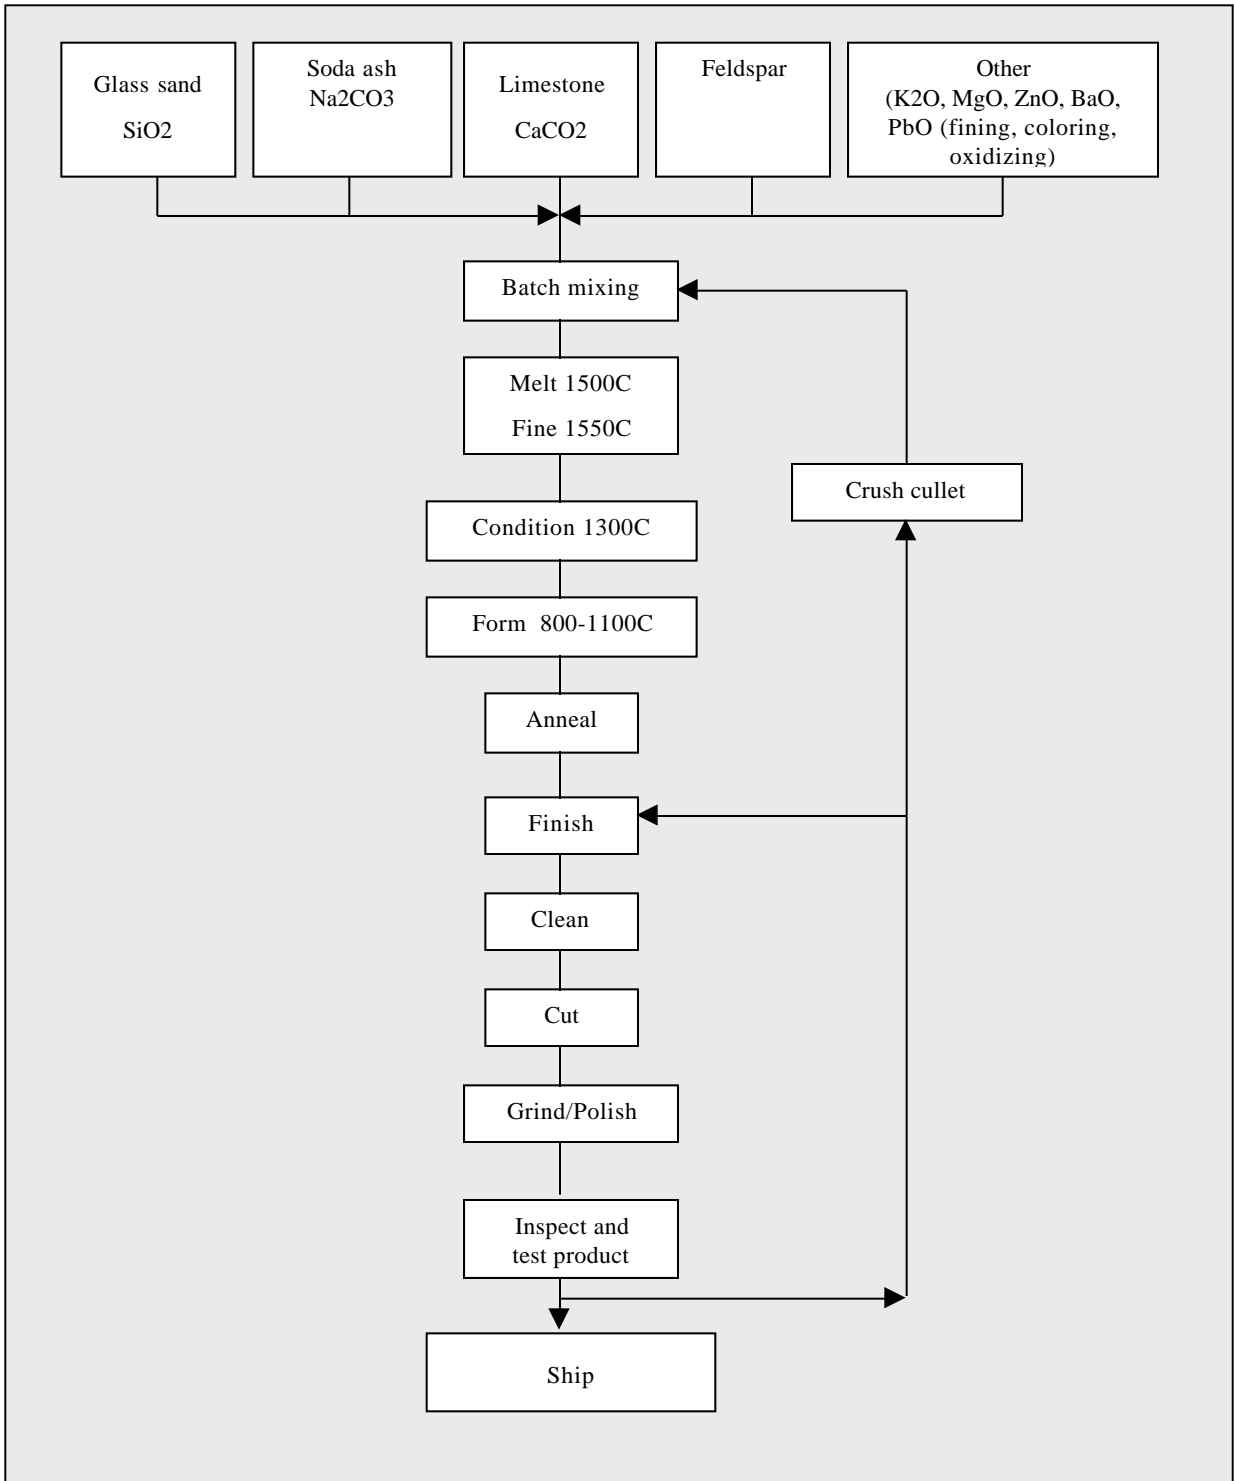 Glass sand
SiO2
Soda ash
Na2CO3
Limestone
CaCO2
Feldspar
Other
(K2O, MgO, ZnO, BaO,
PbO (fining, coloring,
oxidizing)
Batch mixing
Melt 1500C
Fine 1550C
Crush cullet
Condition 1300C
Form 800-1100C
Anneal
Finish
Clean
Cut
Grind/Polish
Inspect and
test product
Ship